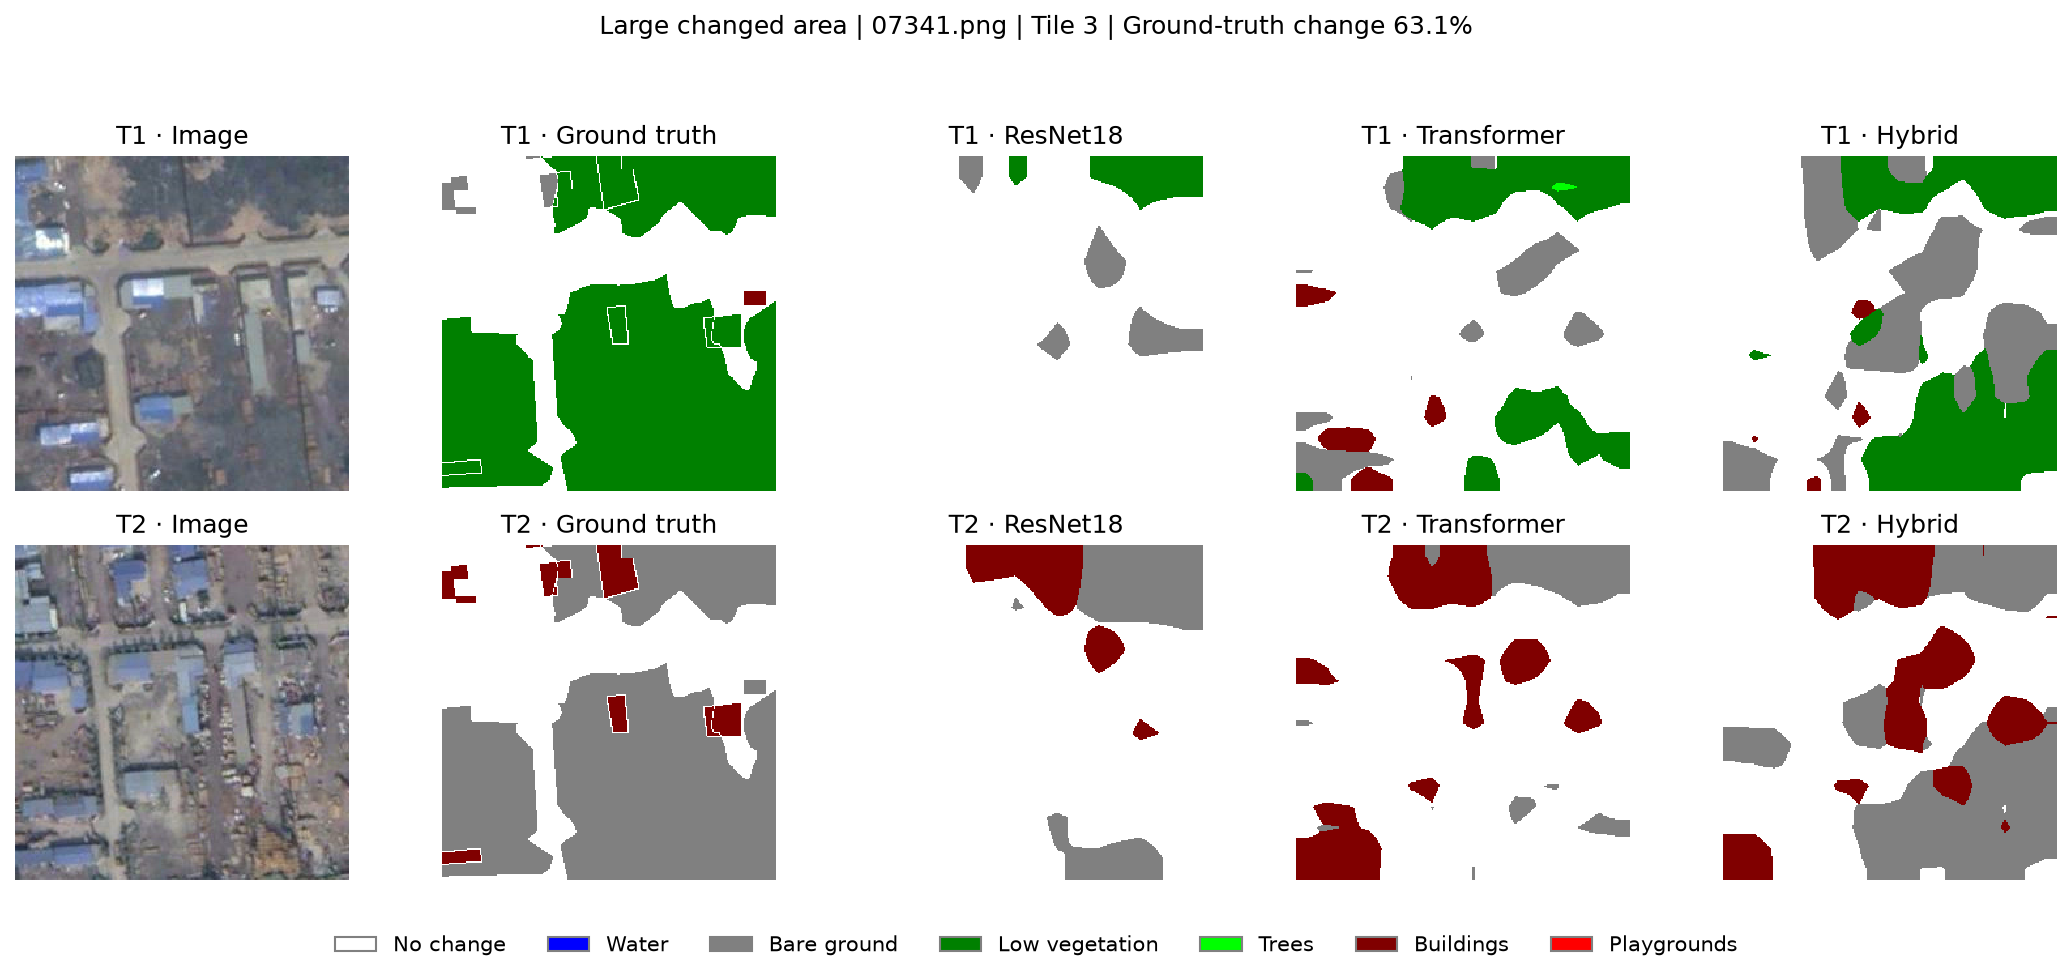 Large changed area | 07341.png | Tile 3 | Ground-truth change 63.1%
T1 · Image
T1 · Ground truth
T1 · ResNet18
T1 · Transformer
T1 · Hybrid
T2 · Image
T2 · Ground truth
T2 · ResNet18
T2 · Transformer
T2 · Hybrid
No change
Water
Bare ground
Low vegetation
Trees
Buildings
Playgrounds